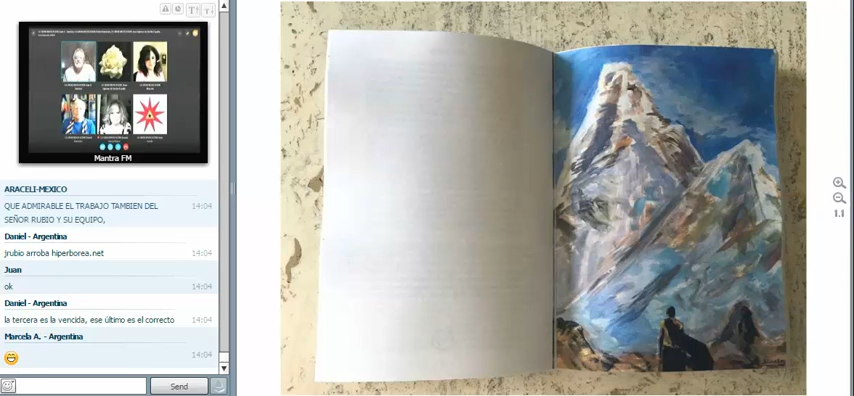 Mantra FM
ARACELI-MEXICO
QUE ADMIRABLE EL TRABAJO TAMBIEN DEL 14:04
SEÑOR RUBIO Y SU EQUIPO,
Daniel - Argentina
jrubio arroba hiperborea.net 14:04
Juan
ok 14:04
Daniel - Argentina
la tercera es la vencida, ese último es el correcto 14:04
Marcela A. - Argentina
14:04
Send
1.1